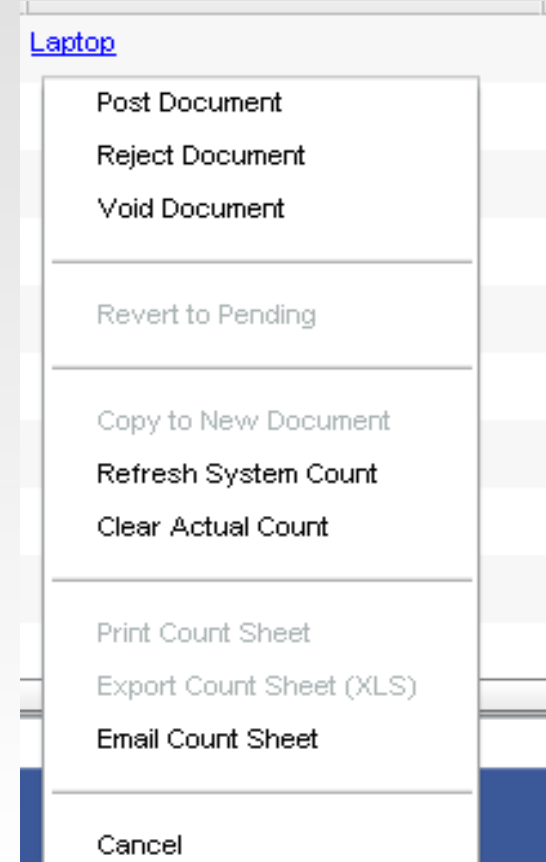 Laptop
Post Document
Reject Document
Void Document
Revert to Pending
Copy to New Document
Refresh System Count
Clear Actual Count
Print Count Sheet
Export Count Sheet (XLS)
Email Count Sheet
Cancel